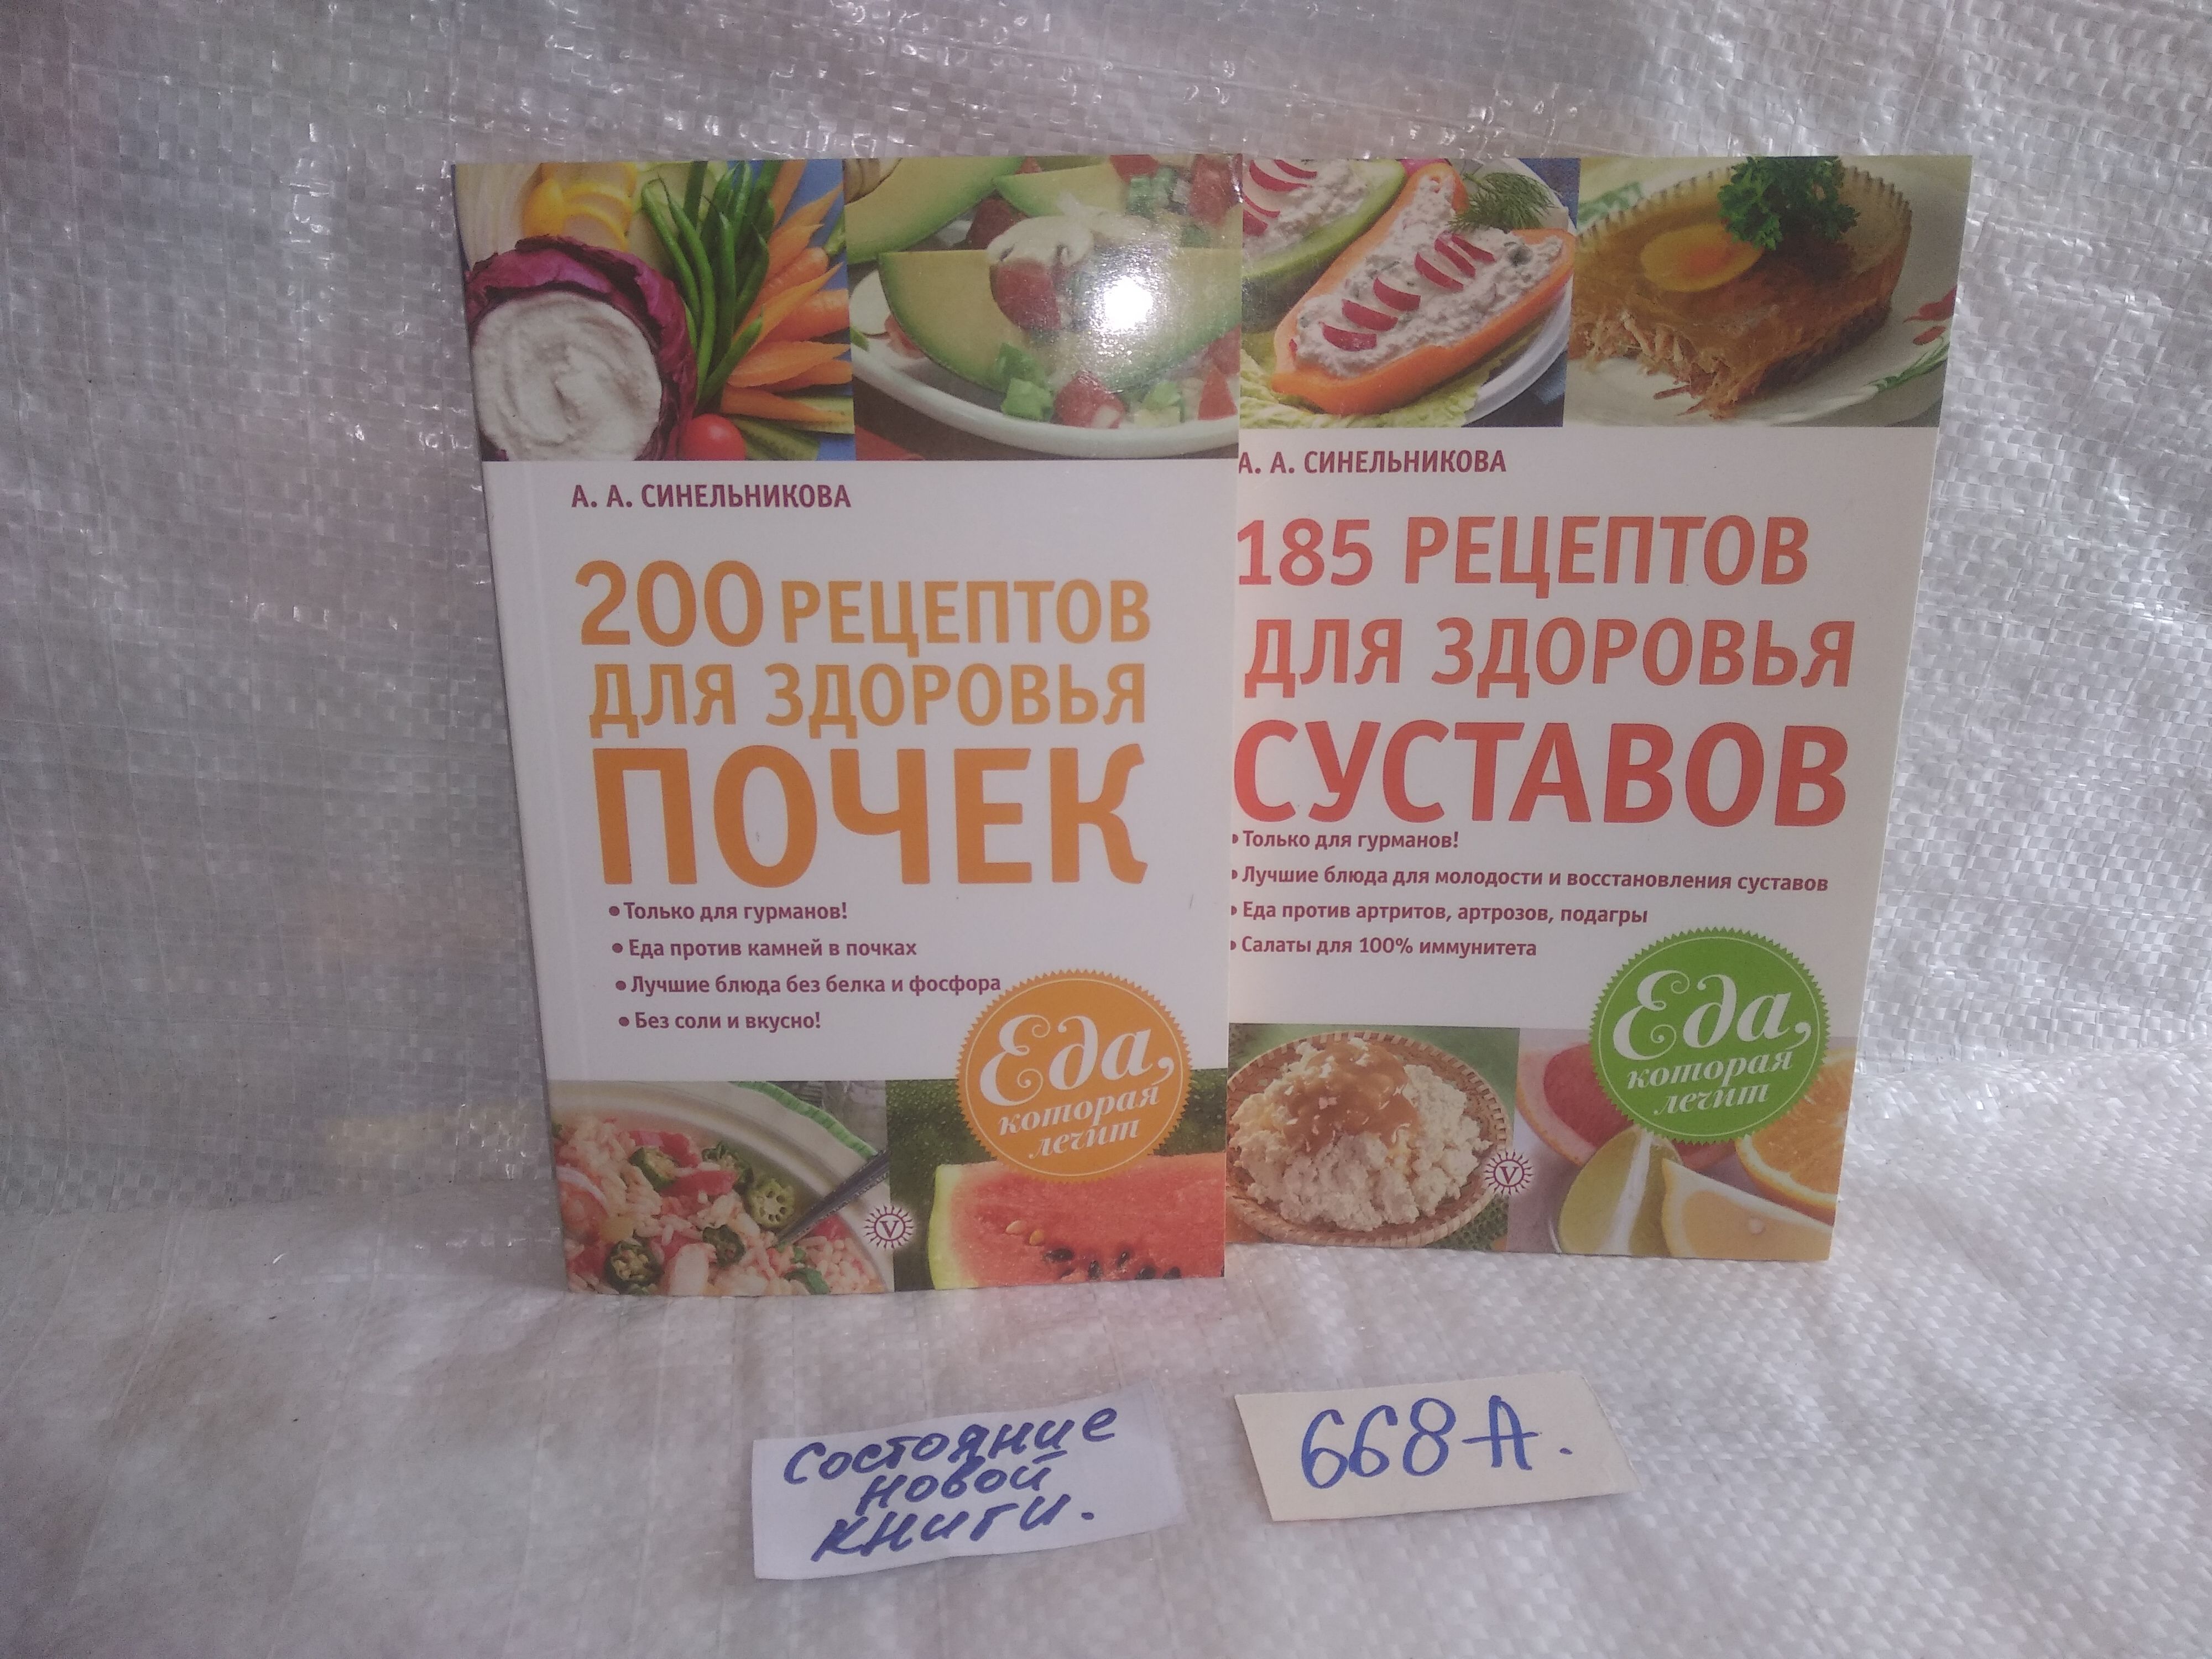 А. А. СИНЕЛЬНИКОВА
200 РЕЦЕПТОВ
ДЛЯ ЗДОРОВЬЯ
ПОЧЕК
• Только для гурманов!
• Еда против камней в почках
• Лучшие блюда без белка и фосфора
• Без соли и вкусно!
Еда,
которая
лечит
V
А. А. СИНЕЛЬНИКОВА
185 РЕЦЕПТОВ
ДЛЯ ЗДОРОВЬЯ
СУСТАВОВ
• Только для гурманов!
• Лучшие блюда для молодости и восстановления суставов
• Еда против артритов, артрозов, подагры
• Салаты для 100% иммунитета
Еда,
которая
лечит
V
Состояние
новой
книги.
668А.